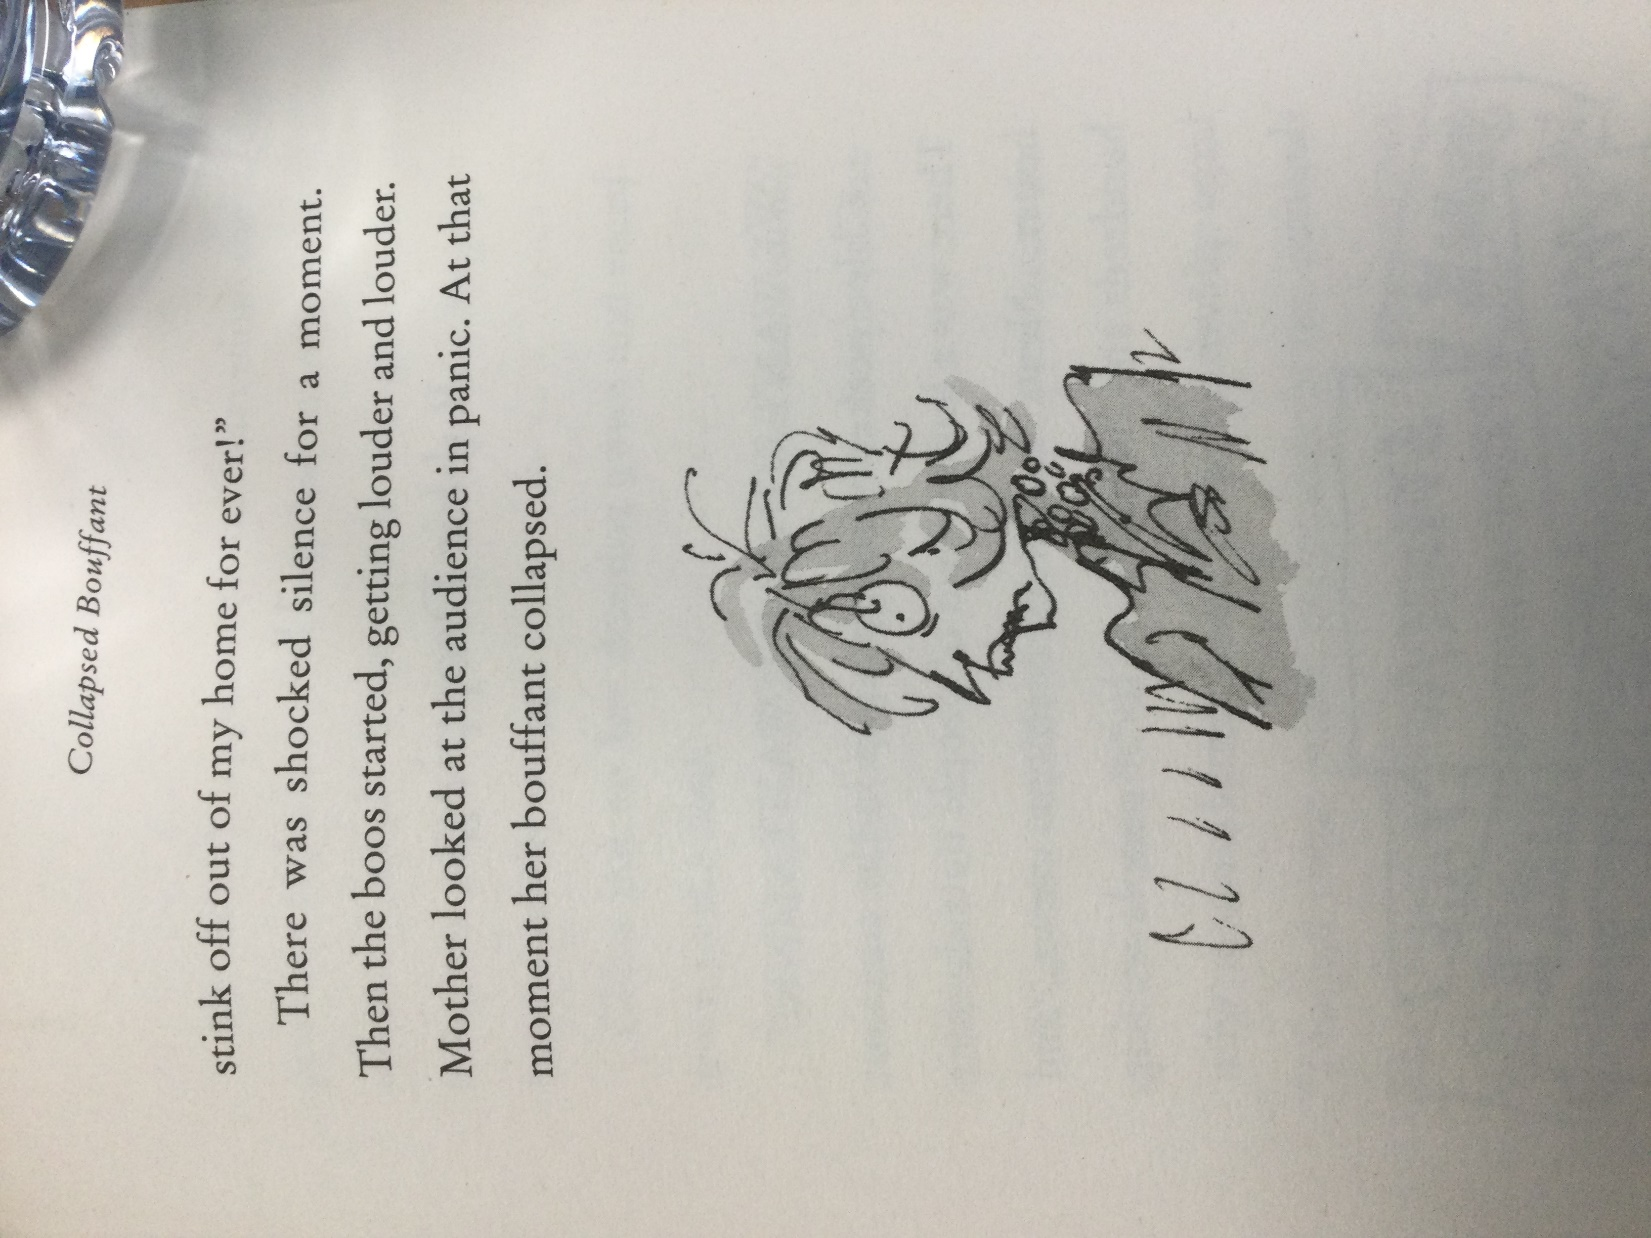 Collapsed Bouffant
stink off out of my home for ever!”
There was shocked silence for a moment.
Then the boos started, getting louder and louder.
Mother looked at the audience in panic. At that
moment her bouffant collapsed.